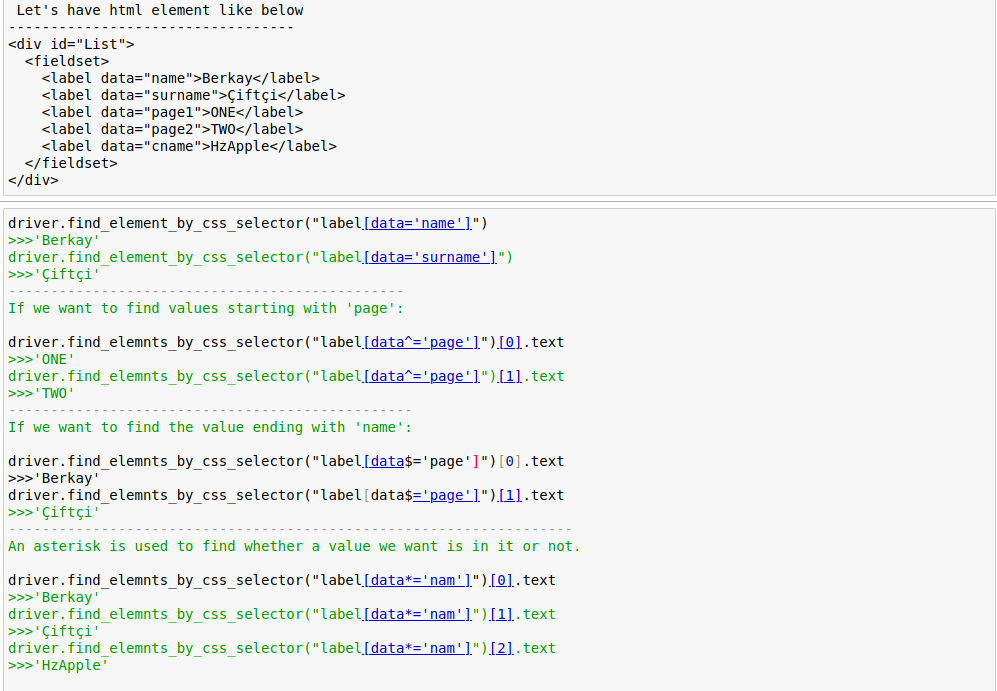 Let's have html element like below
----------------------------------
<div id="List">
  <fieldset>
    <label data="name">Berkay</label>
    <label data="surname">Çiftçi</label>
    <label data="page1">ONE</label>
    <label data="page2">TWO</label>
    <label data="cname">HzApple</label>
  </fieldset>
</div>
driver.find_element_by_css_selector("label[data='name']")
>>>'Berkay'
driver.find_element_by_css_selector("label[data='surname']")
>>>'Çiftçi'
-----------------------------------------------
If we want to find values starting with 'page':
driver.find_elemnts_by_css_selector("label[data^='page']")[0].text
>>>'ONE'
driver.find_elemnts_by_css_selector("label[data^='page']")[1].text
>>>'TWO'
------------------------------------------------
If we want to find the value ending with 'name':
driver.find_elemnts_by_css_selector("label[data$='page']")[0].text
>>>'Berkay'
driver.find_elemnts_by_css_selector("label[data$='page']")[1].text
>>>'Çiftçi'
-------------------------------------------------------------------
An asterisk is used to find whether a value we want is in it or not.
driver.find_elemnts_by_css_selector("label[data*='nam']")[0].text
>>>'Berkay'
driver.find_elemnts_by_css_selector("label[data*='nam']")[1].text
>>>'Çiftçi'
driver.find_elemnts_by_css_selector("label[data*='nam']")[2].text
>>>'HzApple'